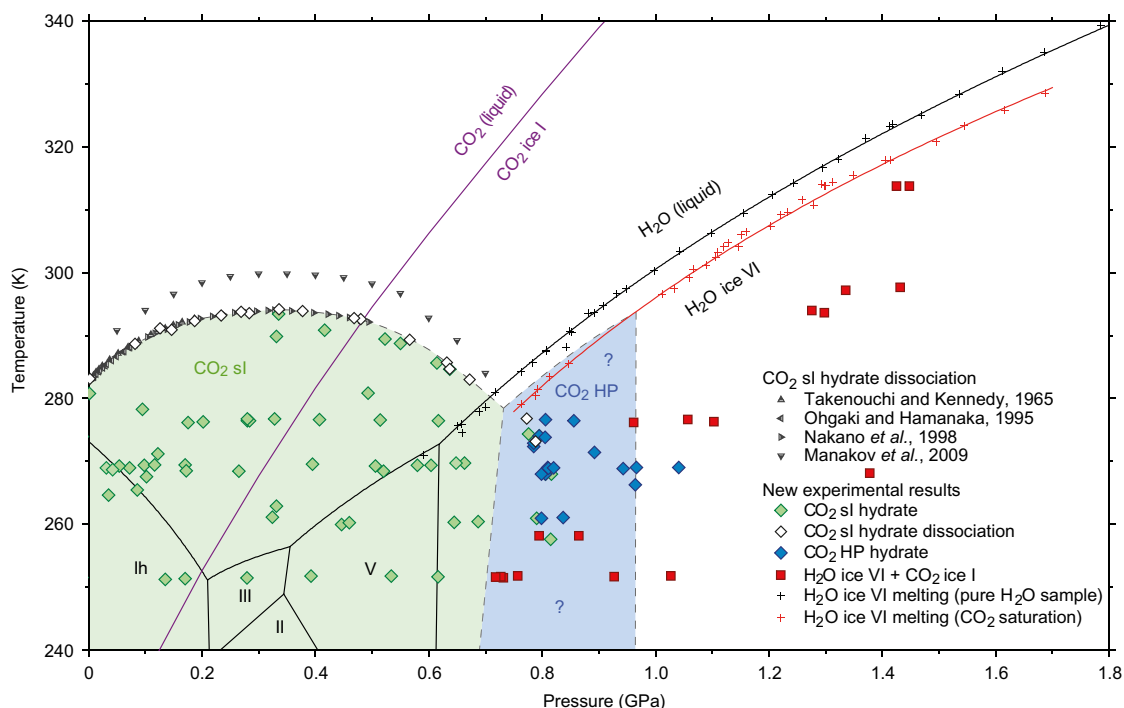 340
320
300
280
260
240
Temperature (K)
0
0.2
0.4
0.6
0.8
1.0
1.2
1.4
1.6
1.8
Pressure (GPa)
CO₂ (liquid)
CO₂ ice I
H₂O (liquid)
H₂O ice VI
CO₂ sI
?
CO₂ HP
?
Ih
III
II
V
CO₂ sI hydrate dissociation
Takenouchi and Kennedy, 1965
Ohgaki and Hamanaka, 1995
Nakano et al., 1998
Manakov et al., 2009
New experimental results
CO₂ sI hydrate
CO₂ sI hydrate dissociation
CO₂ HP hydrate
H₂O ice VI + CO₂ ice I
H₂O ice VI melting (pure H₂O sample)
H₂O ice VI melting (CO₂ saturation)